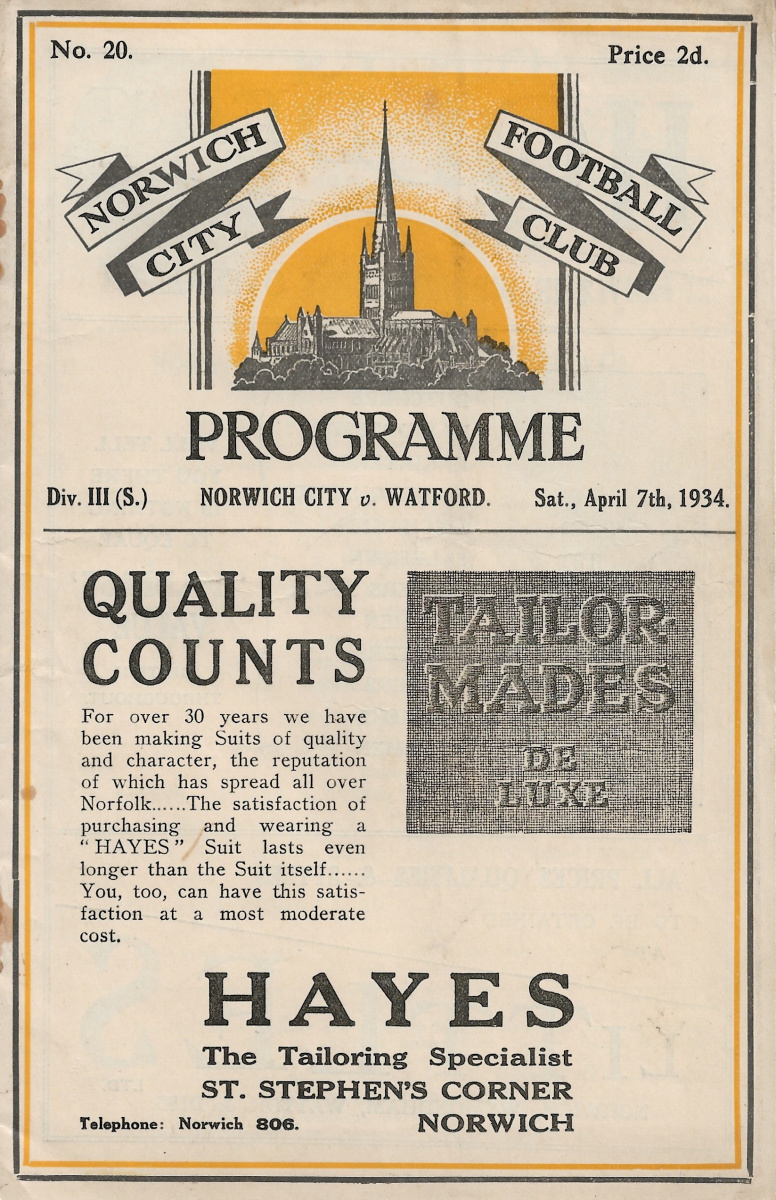 No. 20.
Price 2d.
NORWICH
CITY
FOOTBALL
CLUB
PROGRAMME
Div. III (S.) NORWICH CITY v. WATFORD. Sat., April 7th, 1934.
QUALITY
COUNTS
For over 30 years we have
been making Suits of quality
and character, the reputation
of which has spread all over
Norfolk.....The satisfaction of
purchasing and wearing a
“HAYES” Suit lasts even
longer than the Suit itself......
You, too, can have this satis-
faction at a most moderate
cost.
TAILOR-
MADES
DE
LUXE
HAYES
The Tailoring Specialist
ST. STEPHEN'S CORNER
Telephone: Norwich 806. NORWICH